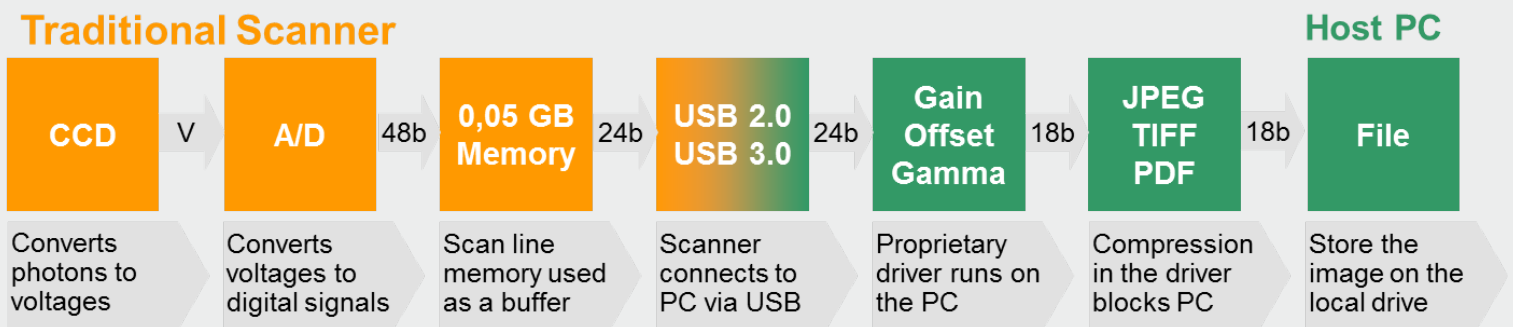 Traditional Scanner
Host PC
CCD
V
A/D
48b
0,05 GB
Memory
24b
USB 2.0
USB 3.0
24b
Gain
Offset
Gamma
18b
JPEG
TIFF
PDF
18b
File
Converts
photons to
voltages
Converts
voltages to
digital signals
Scan line
memory used
as a buffer
Scanner
connects to
PC via USB
Proprietary
driver runs on
the PC
Compression
in the driver
blocks PC
Store the
image on the
local drive